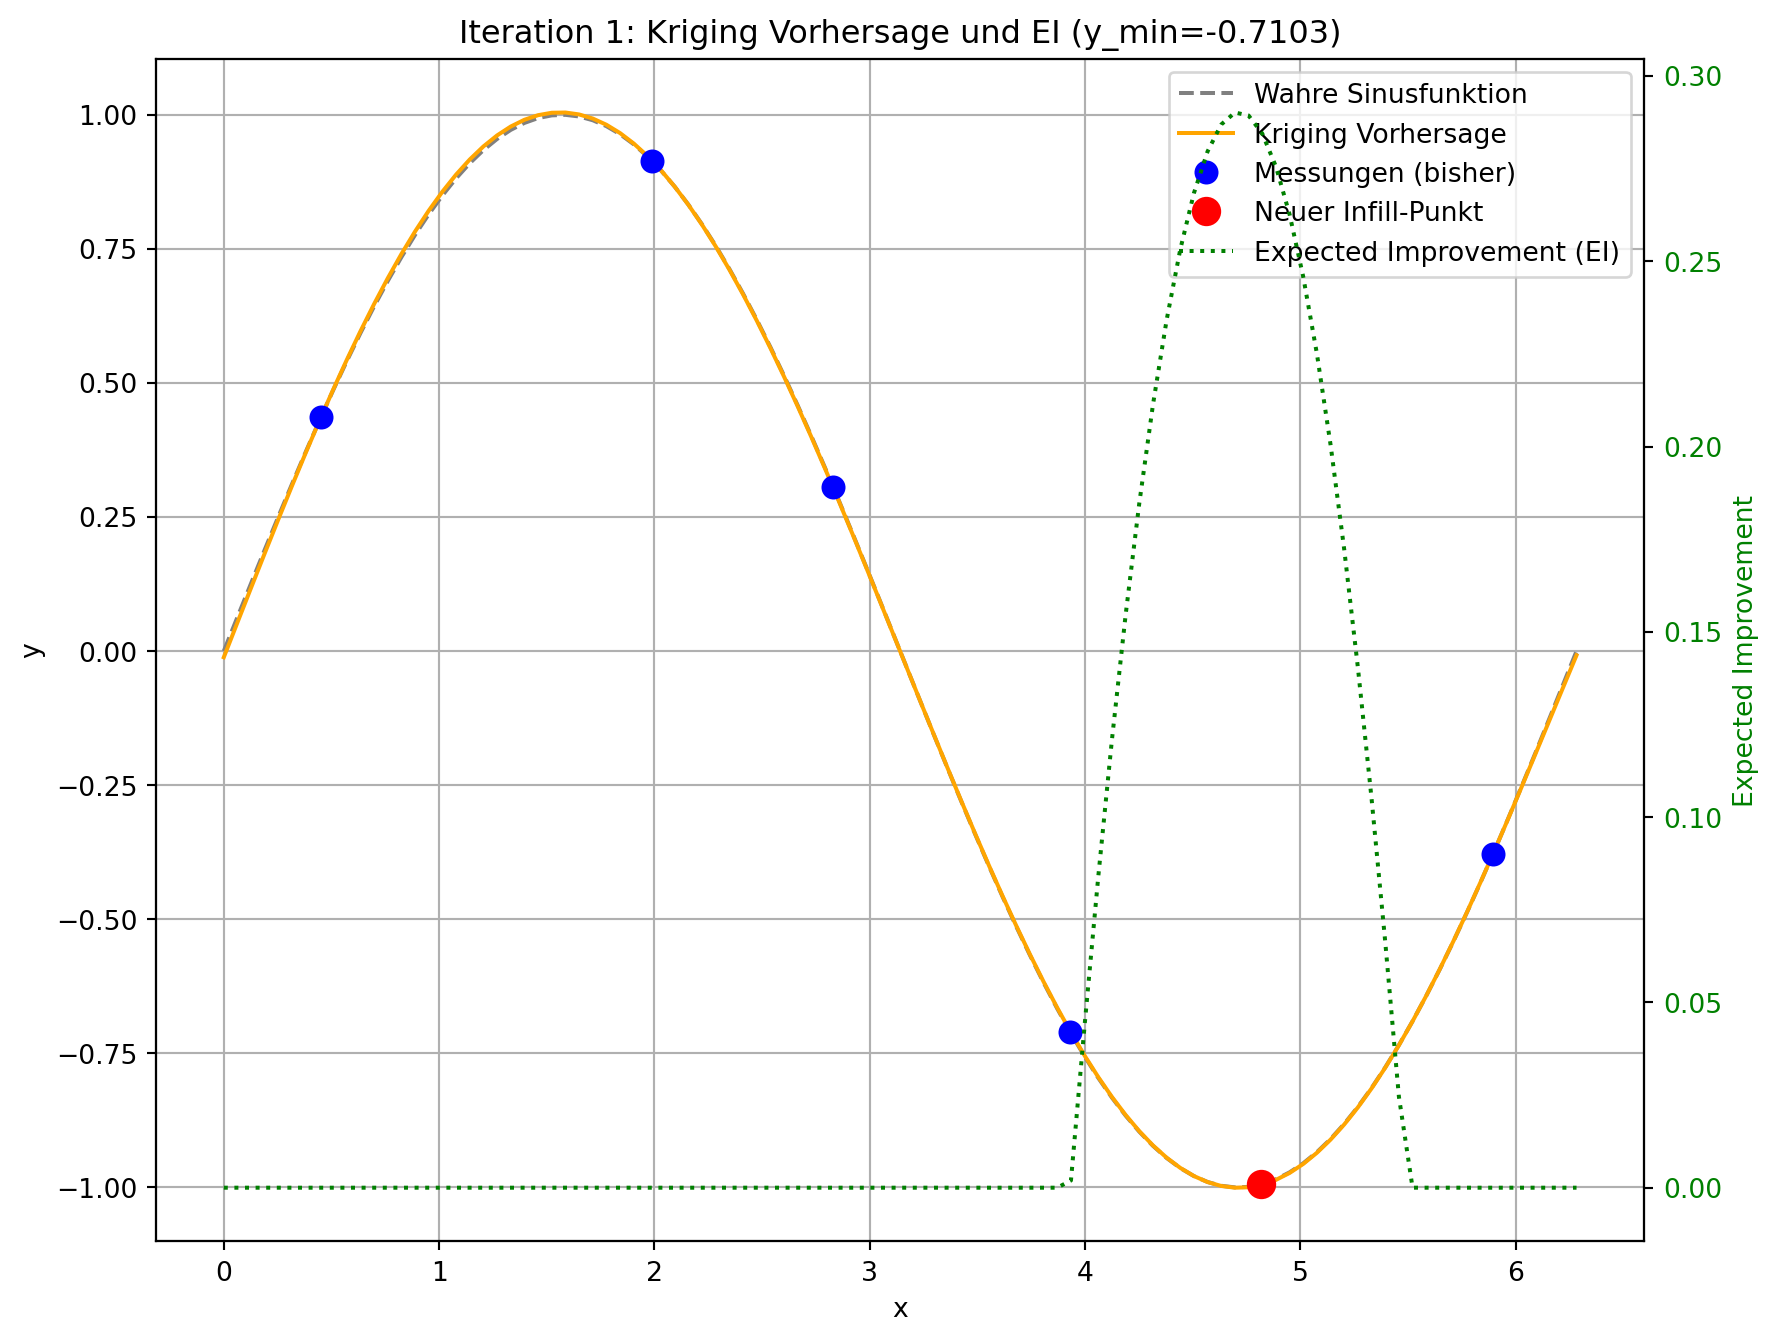 Iteration 1: Kriging Vorhersage und EI (y_min=-0.7103)
Wahre Sinusfunktion
Kriging Vorhersage
Messungen (bisher)
Neuer Infill-Punkt
Expected Improvement (EI)
1.00
0.75
0.50
0.25
0.00
−0.25
−0.50
−0.75
−1.00
y
0.30
0.25
0.20
0.15
0.10
0.05
0.00
Expected Improvement
0 1 2 3 4 5 6
x